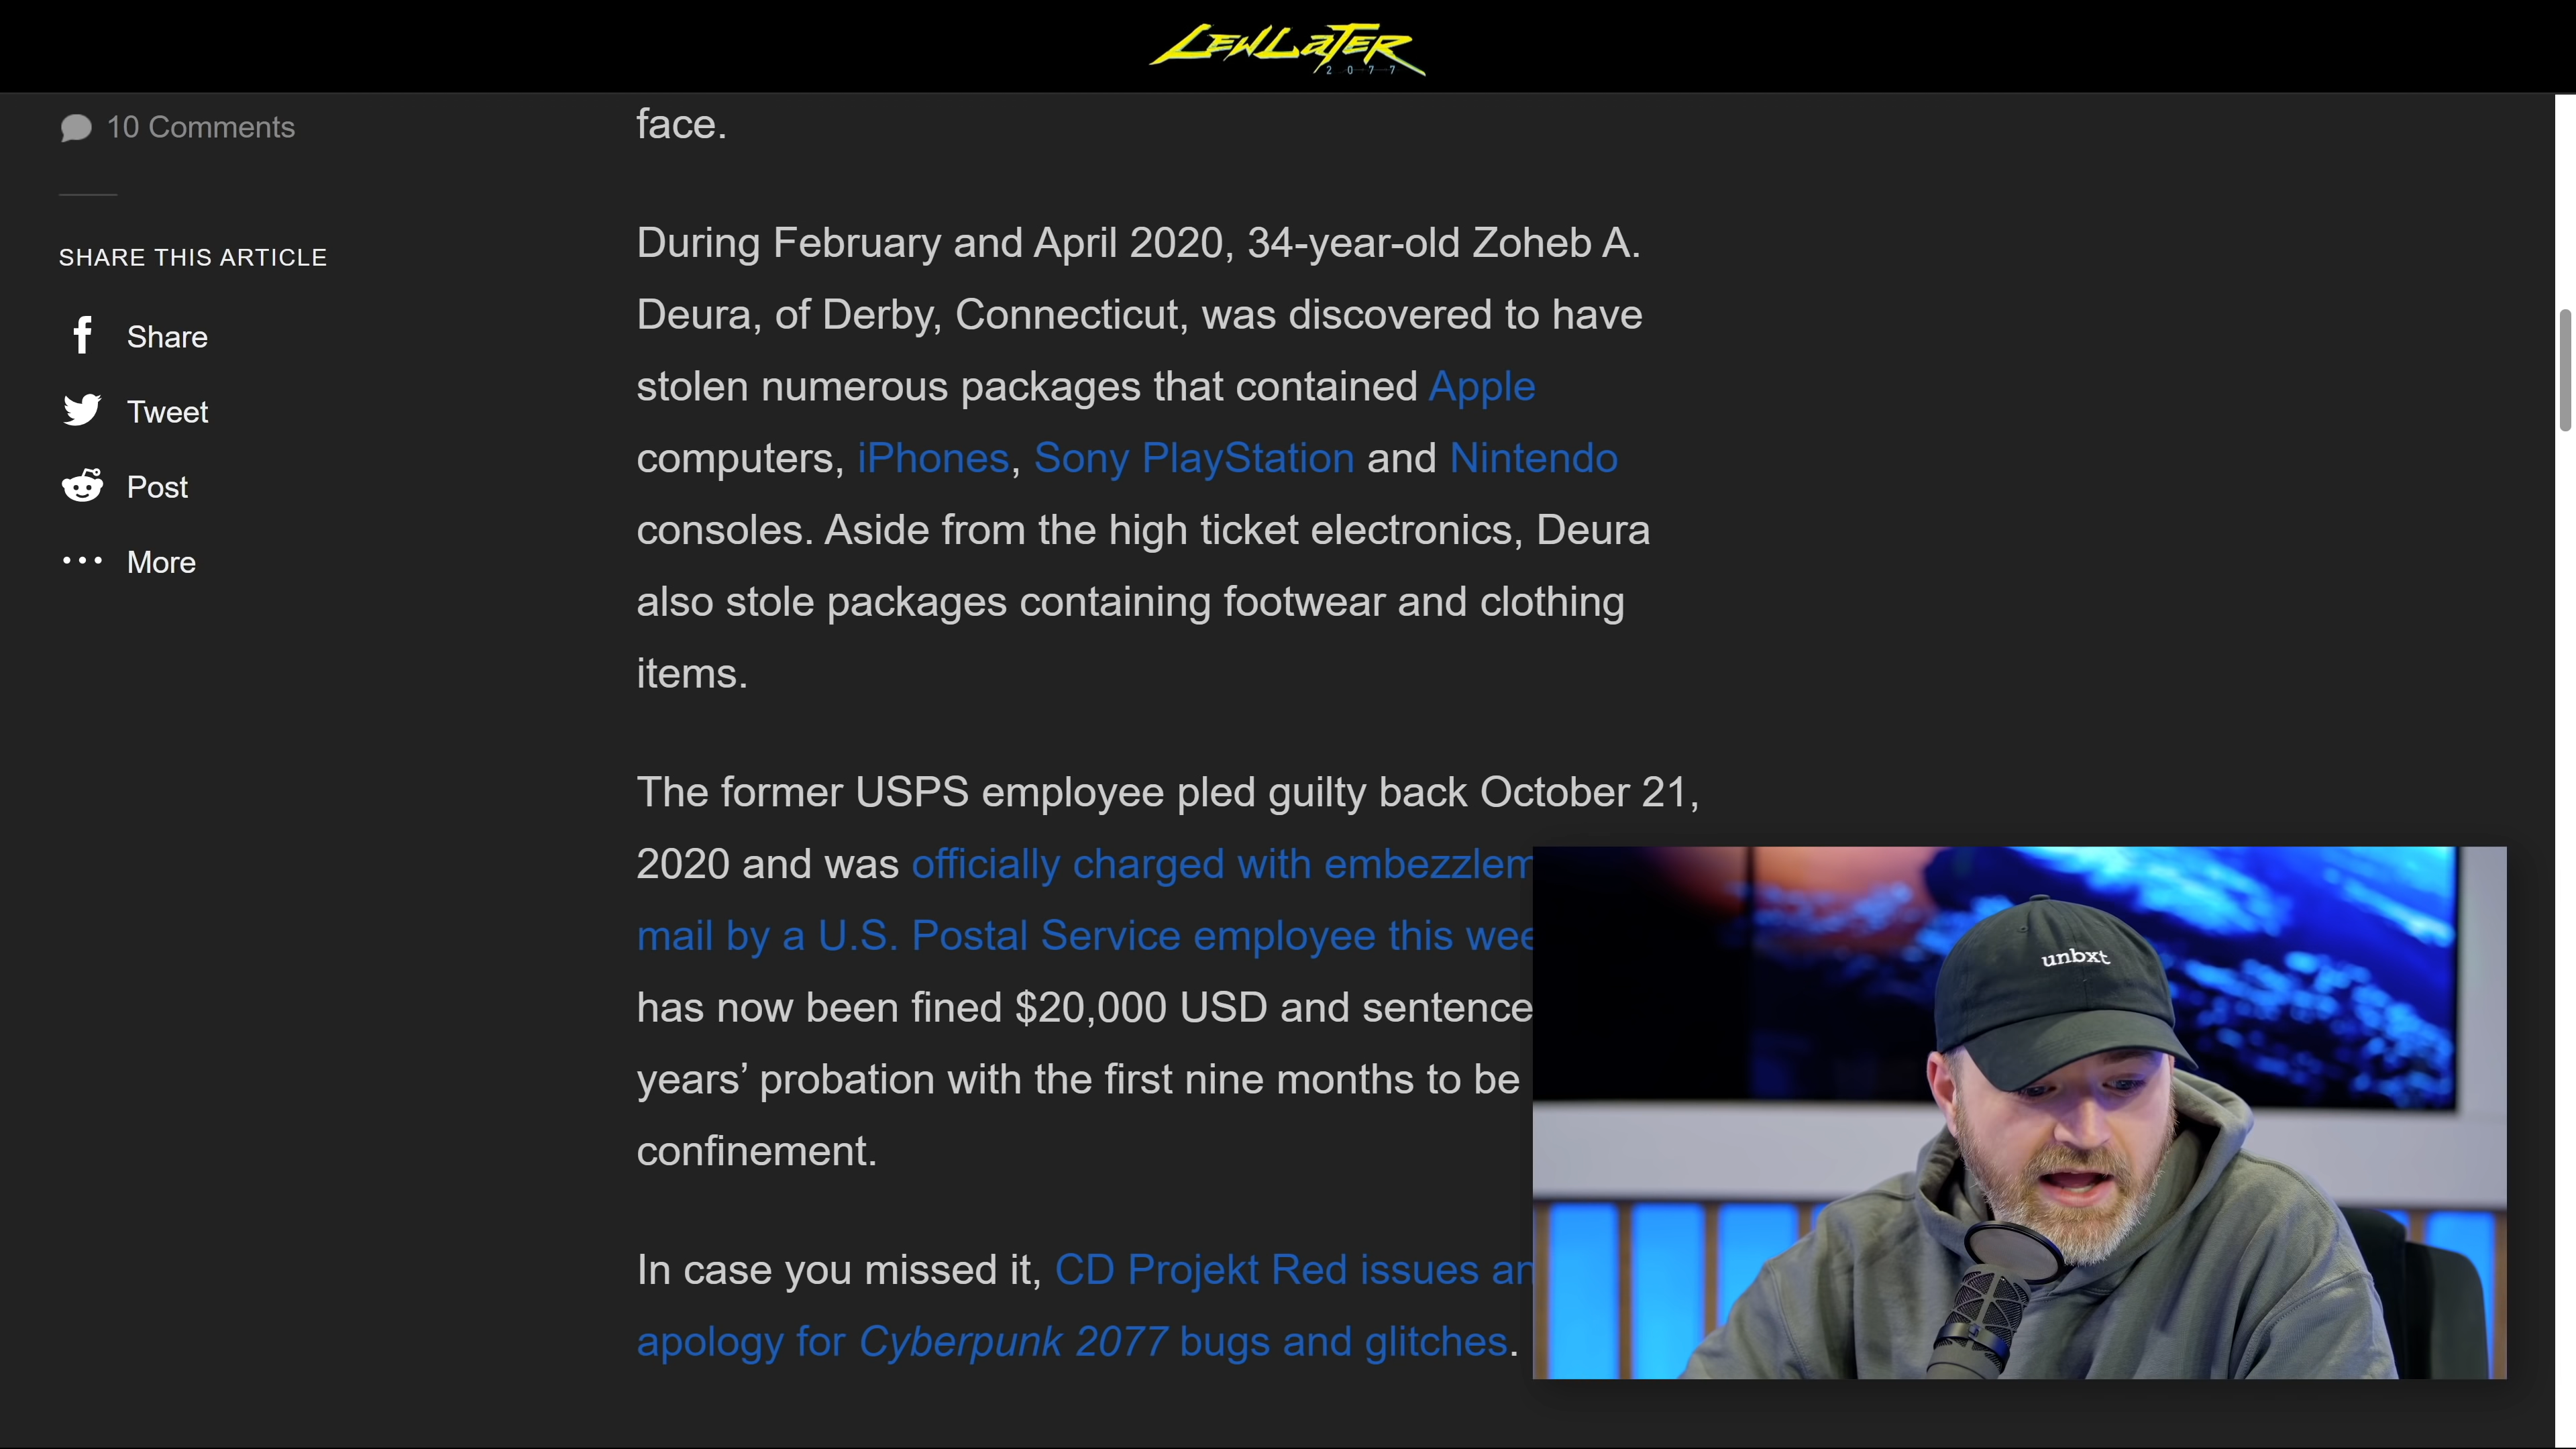 LEWLATER
2077
10 Comments
SHARE THIS ARTICLE
Share
Tweet
Post
More
face.
During February and April 2020, 34-year-old Zoheb A.
Deura, of Derby, Connecticut, was discovered to have
stolen numerous packages that contained Apple
computers, iPhones, Sony PlayStation and Nintendo
consoles. Aside from the high ticket electronics, Deura
also stole packages containing footwear and clothing
items.
The former USPS employee pled guilty back October 21,
2020 and was officially charged with
mail by a U.S. Postal Service employee this
has now been fined $20,000 USD and
years’ probation with the first nine months to be
confinement.
In case you missed it, CD Projekt Red issues
apology for Cyberpunk 2077 bugs and glitches.
unbxt